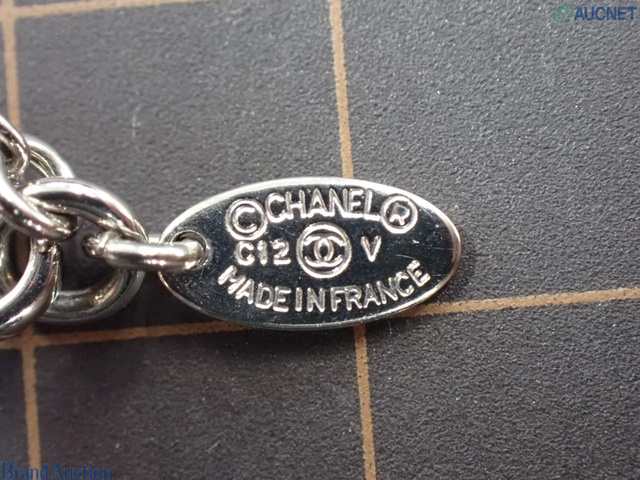 AUCNET
©CHANEL®
C12 V
MADE IN FRANCE
Brand Auction